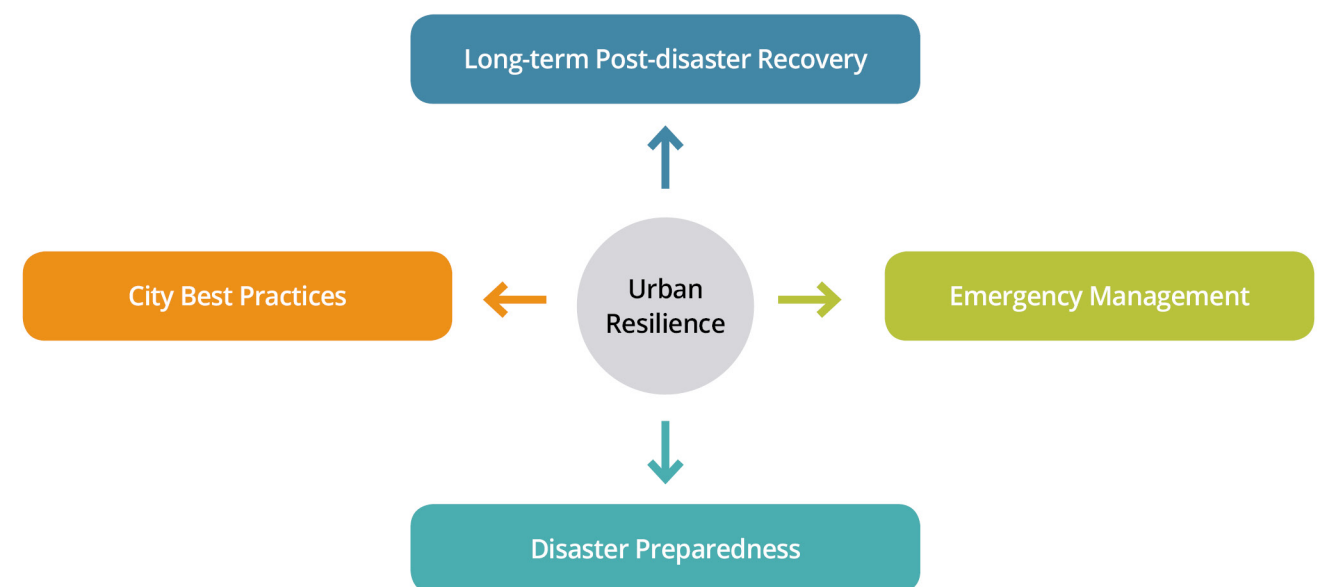 Long-term Post-disaster Recovery
City Best Practices
Urban
Resilience
Emergency Management
Disaster Preparedness